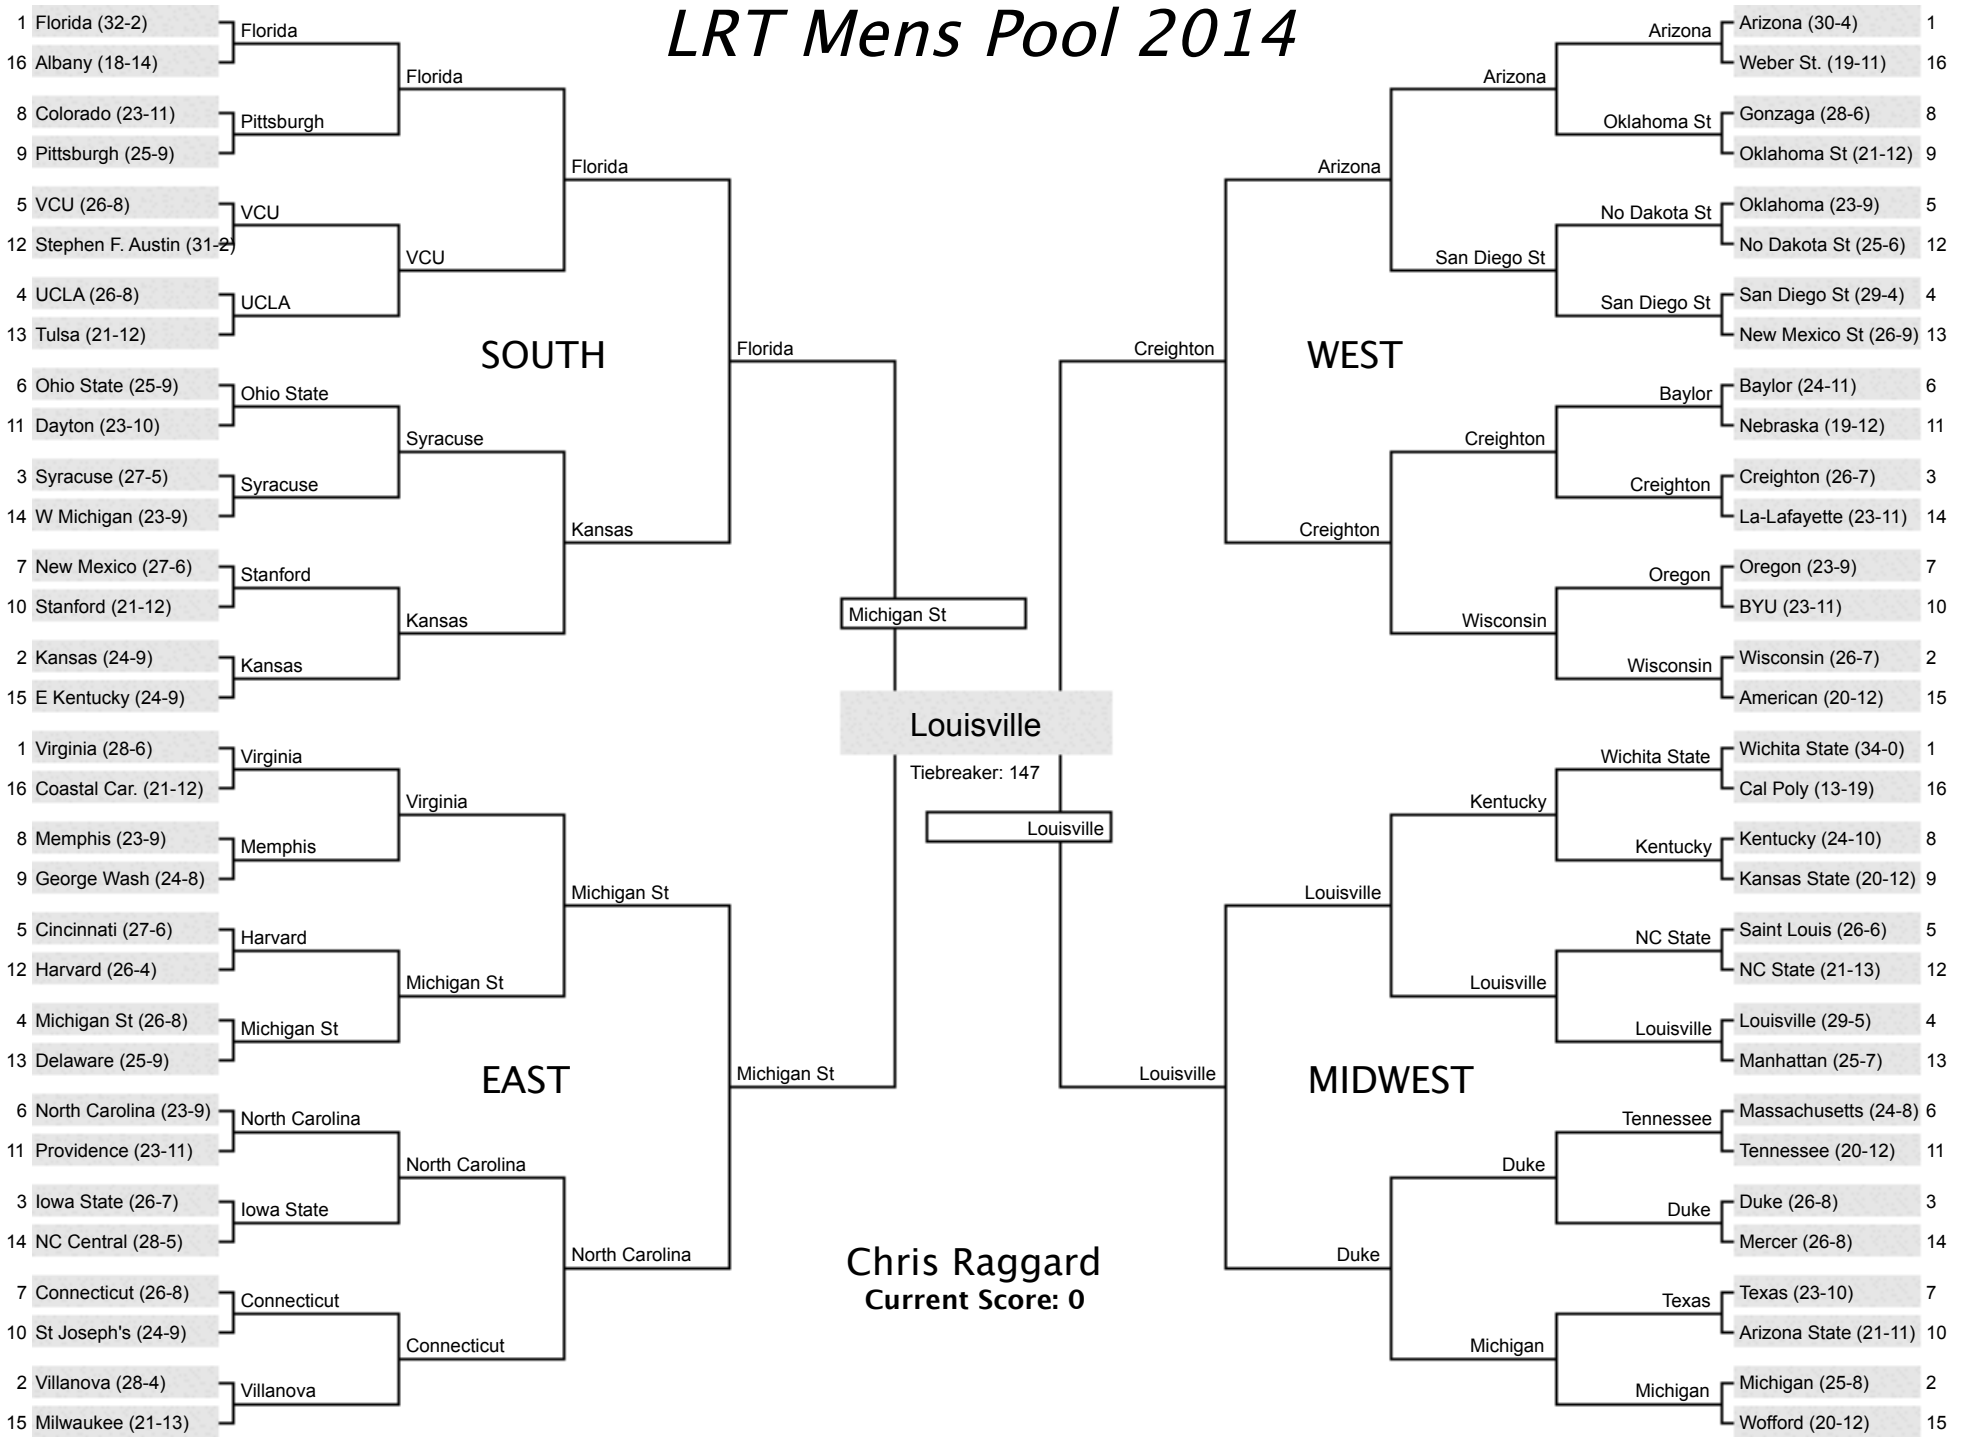 LRT Mens Pool 2014
1 Florida (32-2)
16 Albany (18-14)
8 Colorado (23-11)
9 Pittsburgh (25-9)
5 VCU (26-8)
12 Stephen F. Austin (31-2)
4 UCLA (26-8)
13 Tulsa (21-12)
6 Ohio State (25-9)
11 Dayton (23-10)
3 Syracuse (27-5)
14 W Michigan (23-9)
7 New Mexico (27-6)
10 Stanford (21-12)
2 Kansas (24-9)
15 E Kentucky (24-9)
Florida
Pittsburgh
VCU
UCLA
Ohio State
Syracuse
Stanford
Kansas
Florida
VCU
Syracuse
Kansas
Florida
Kansas
SOUTH
Florida
1 Virginia (28-6)
16 Coastal Car. (21-12)
8 Memphis (23-9)
9 George Wash (24-8)
5 Cincinnati (27-6)
12 Harvard (26-4)
4 Michigan St (26-8)
13 Delaware (25-9)
6 North Carolina (23-9)
11 Providence (23-11)
3 Iowa State (26-7)
14 NC Central (28-5)
7 Connecticut (26-8)
10 St Joseph's (24-9)
2 Villanova (28-4)
15 Milwaukee (21-13)
Virginia
Memphis
Harvard
Michigan St
North Carolina
Iowa State
Connecticut
Villanova
Virginia
Michigan St
North Carolina
Connecticut
Michigan St
North Carolina
EAST
Michigan St
Michigan St
Louisville
Tiebreaker: 147
Louisville
Chris Raggard
Current Score: 0
Creighton
WEST
Arizona
Creighton
Arizona
San Diego St
Creighton
Wisconsin
Arizona
Oklahoma St
No Dakota St
San Diego St
Baylor
Creighton
Oregon
Wisconsin
Arizona (30-4) 1
Weber St. (19-11) 16
Gonzaga (28-6) 8
Oklahoma St (21-12) 9
Oklahoma (23-9) 5
No Dakota St (25-6) 12
San Diego St (29-4) 4
New Mexico St (26-9) 13
Baylor (24-11) 6
Nebraska (19-12) 11
Creighton (26-7) 3
La-Lafayette (23-11) 14
Oregon (23-9) 7
BYU (23-11) 10
Wisconsin (26-7) 2
American (20-12) 15
Louisville
MIDWEST
Louisville
Duke
Kentucky
Louisville
Duke
Michigan
Wichita State
Kentucky
NC State
Louisville
Tennessee
Duke
Texas
Michigan
Wichita State (34-0) 1
Cal Poly (13-19) 16
Kentucky (24-10) 8
Kansas State (20-12) 9
Saint Louis (26-6) 5
NC State (21-13) 12
Louisville (29-5) 4
Manhattan (25-7) 13
Massachusetts (24-8) 6
Tennessee (20-12) 11
Duke (26-8) 3
Mercer (26-8) 14
Texas (23-10) 7
Arizona State (21-11) 10
Michigan (25-8) 2
Wofford (20-12) 15